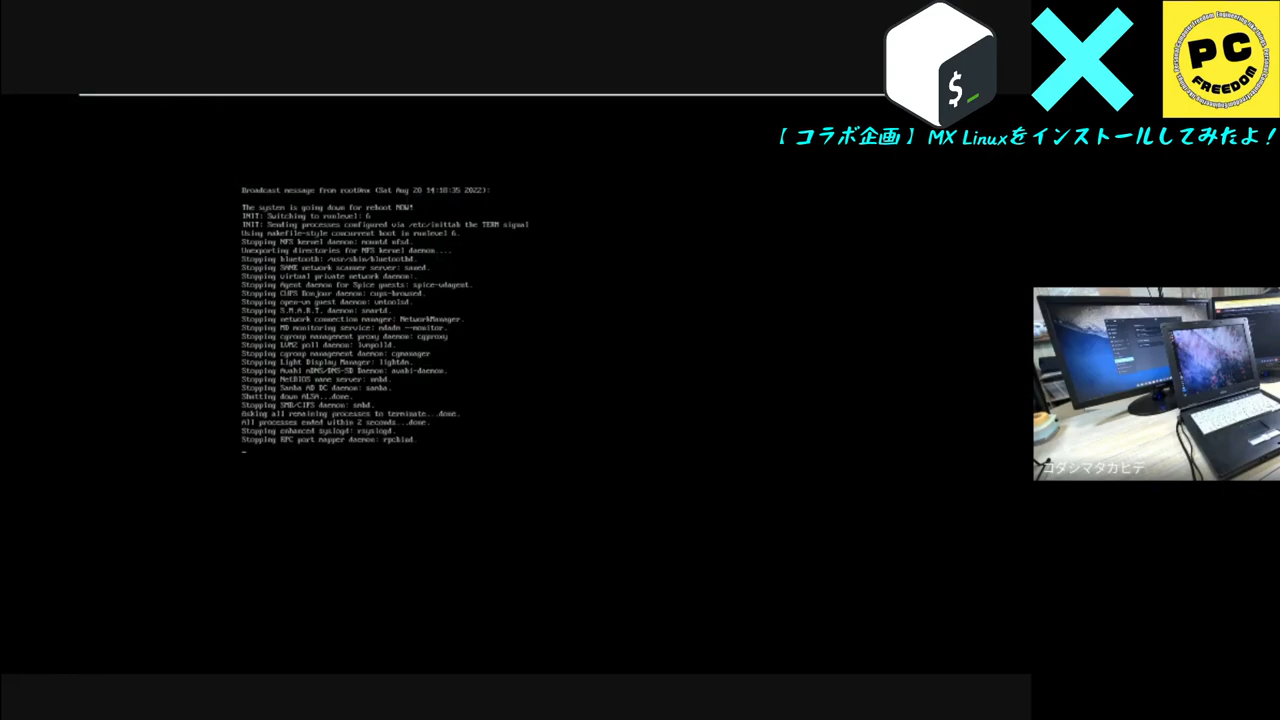 $_
PC
FREEDOM
【コラボ企画】MX Linuxをインストールしてみたよ！
Broadcast message from root@mx (Sat Aug 20 14:18:35 2022):
The system is going down for reboot NOW!
INIT: Switching to runlevel: 6
INIT: Sending processes configured via /etc/inittab the TERM signal
Using makefile-style concurrent boot in runlevel 6.
Stopping NFS kernel daemon: mountd nfsd.
Unexporting directories for NFS kernel daemon....
Stopping bluetooth: /usr/sbin/bluetoothd.
Stopping SANE network scanner server: saned.
Stopping virtual private network daemon:.
Stopping Agent daemon for Spice guests: spice-vdagent.
Stopping CUPS Bonjour daemon: cups-browsed.
Stopping open-vm guest daemon: vmtoolsd.
Stopping S.M.A.R.T. daemon: smartd.
Stopping network connection manager: NetworkManager.
Stopping MD monitoring service: mdadm --monitor.
Stopping cgroup management proxy daemon: cgproxy
Stopping LVM2 poll daemon: lvmpolld.
Stopping cgroup management daemon: cgmanager
Stopping Light Display Manager: lightdm.
Stopping Avahi mDNS/DNS-SD Daemon: avahi-daemon.
Stopping NetBIOS name server: nmbd.
Stopping Samba AD DC daemon: samba.
Shutting down ALSA...done.
Stopping SMB/CIFS daemon: smbd.
Asking all remaining processes to terminate...done.
All processes ended within 2 seconds...done.
Stopping enhanced syslogd: rsyslogd.
Stopping RPC port mapper daemon: rpcbind.
コダシマタカヒデ